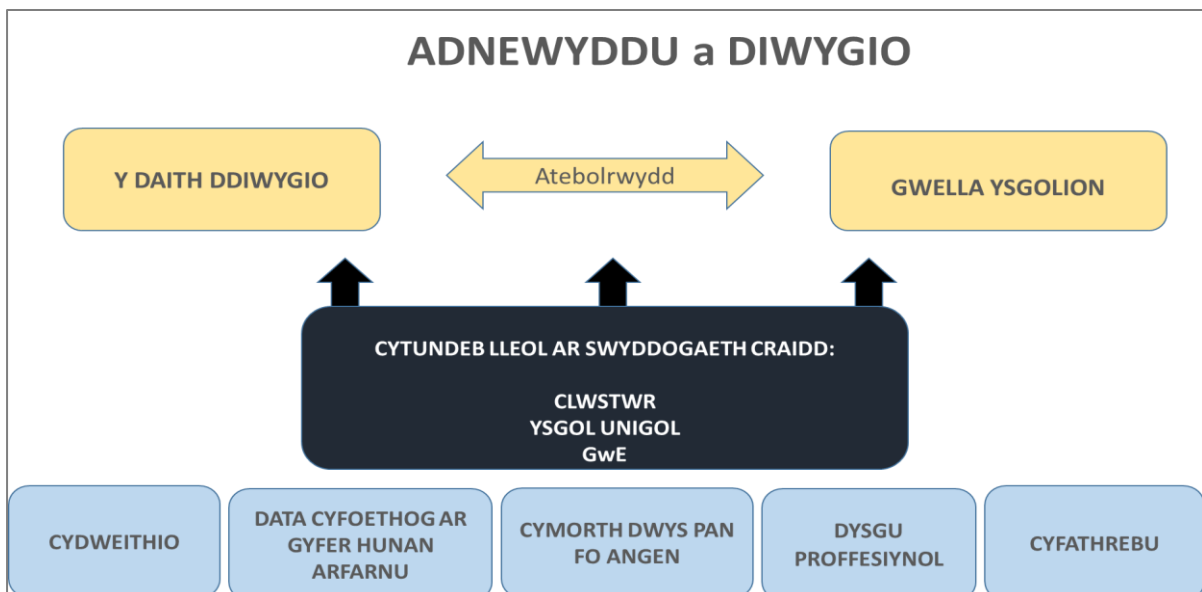 ADNEWYDDU a DIWYGIO
Y DAITH DDIWYGIO
Atebolrwydd
GWELLA YSGOLION
CYTUNDEB LLEOL AR SWYDDOGAETH CRAIDD:
CLWSTWR
YSGOL UNIGOL
GwE
CYDWEITHIO
DATA CYFOETHOG AR
GYFER HUNAN
ARFARNU
CYMORTH DWYS PAN
FO ANGEN
DYSGU
PROFFESIYNOL
CYFATHREBU